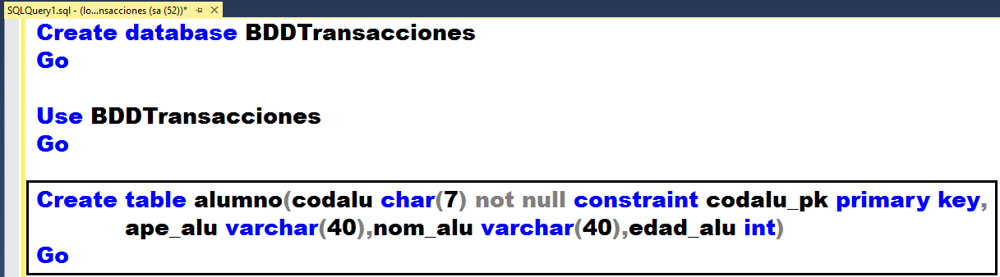 SQLQuery1.sql - (lo...nsacciones (sa (52))*
Create database BDDTransacciones
Go
Use BDDTransacciones
Go
Create table alumno(codalu char(7) not null constraint codalu_pk primary key,
ape_alu varchar(40),nom_alu varchar(40),edad_alu int)
Go